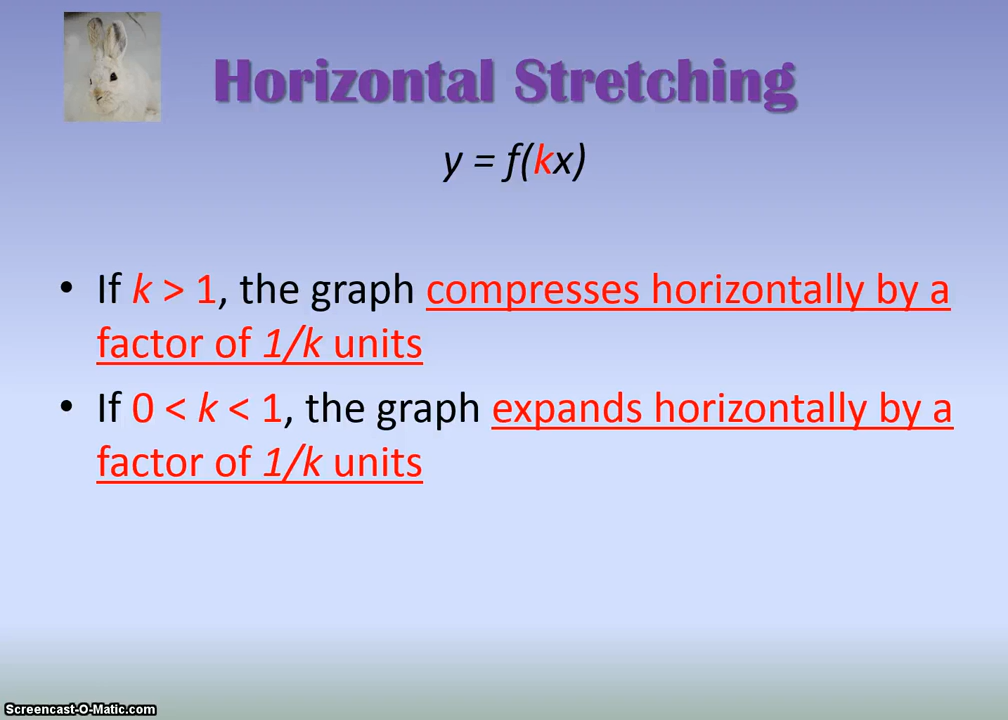 Horizontal Stretching
y = f(kx)
• If k > 1, the graph compresses horizontally by a
factor of 1/k units
• If 0 < k < 1, the graph expands horizontally by a
factor of 1/k units
Screencast-O-Matic.com